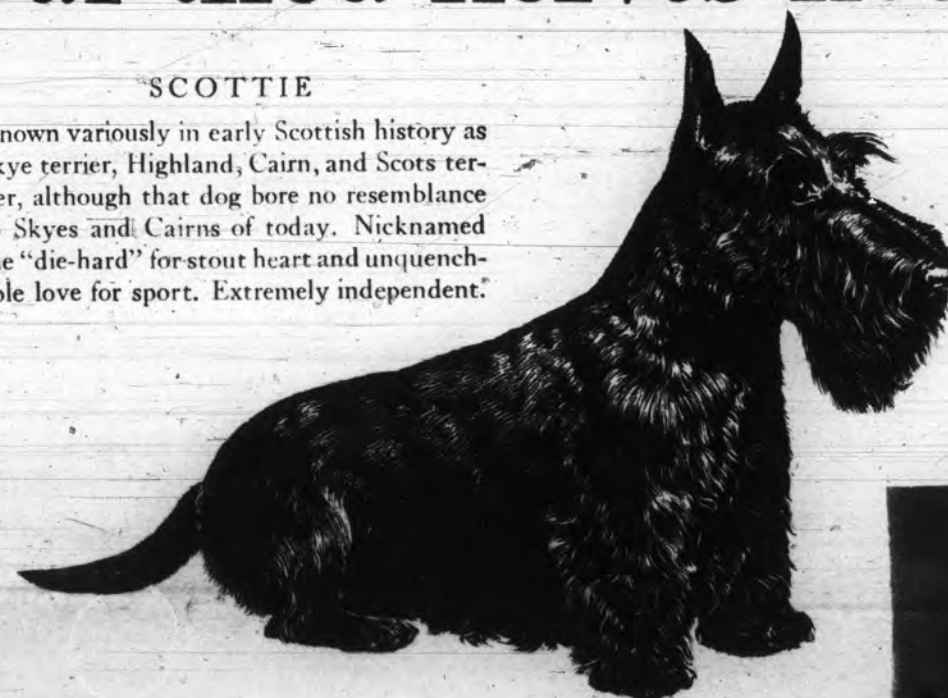 SCOTTIE
nown variously in early Scottish history as
kye terrier, Highland, Cairn, and Scots ter-
er, although that dog bore no resemblance
Skyes and Cairns of today. Nicknamed
e "die-hard" for stout heart and unquench-
ble love for sport. Extremely independent.